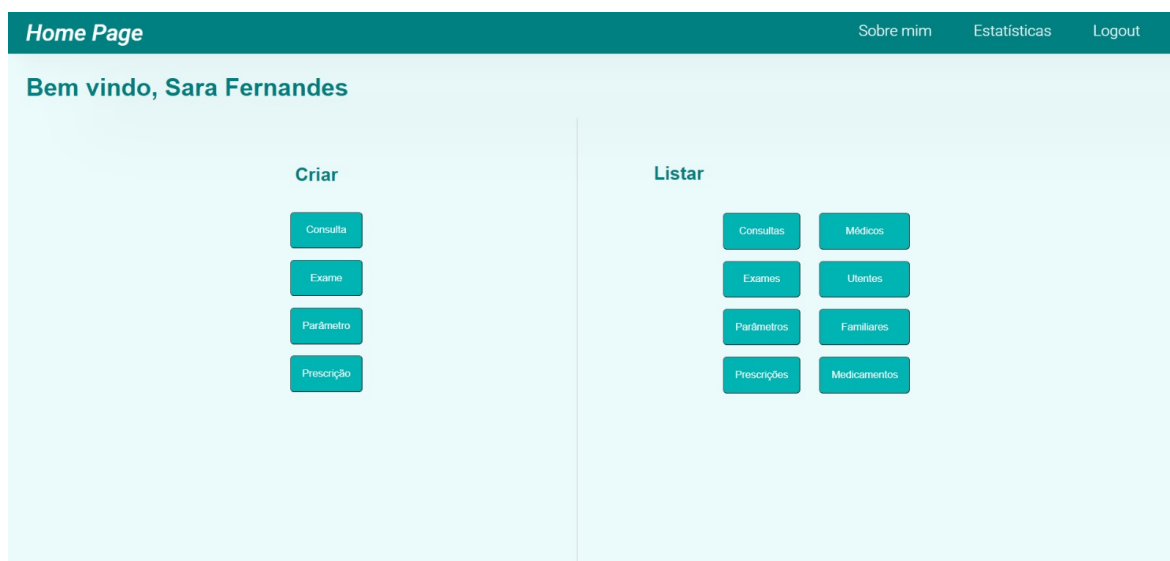 Home Page Sobre mim Estatísticas Logout
Bem vindo, Sara Fernandes
Criar
Consulta
Exame
Parâmetro
Prescrição
Listar
Consultas Médicos
Exames Utentes
Parâmetros Familiares
Prescrições Medicamentos